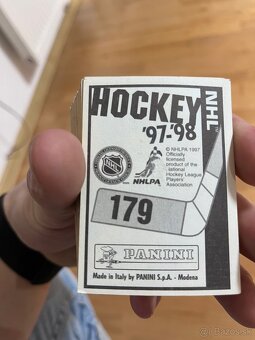 HOCKEY
NHL
'97-'98
© NHLPA 1997
Officially
licensed
product of the
National
Hockey League
Players'
Association
NHL
NHLPA
179
PANINI
Made in Italy by PANINI S.p.A. - Modena